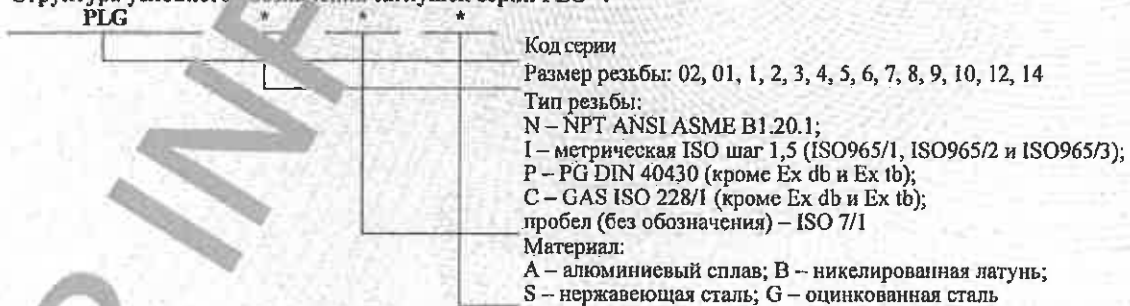 PLG * * *
Код серии
Размер резьбы: 02, 01, 1, 2, 3, 4, 5, 6, 7, 8, 9, 10, 12, 14
Тип резьбы:
N – NPT ANSI ASME B1.20.1;
I – метрическая ISO шаг 1,5 (ISO965/1, ISO965/2 и ISO965/3);
P – PG DIN 40430 (кроме Ex db и Ex tb);
C – GAS ISO 228/1 (кроме Ex db и Ex tb);
пробел (без обозначения) – ISO 7/1
Материал:
A – алюминиевый сплав; B – никелированная латунь;
S – нержавеющая сталь; G – оцинкованная сталь